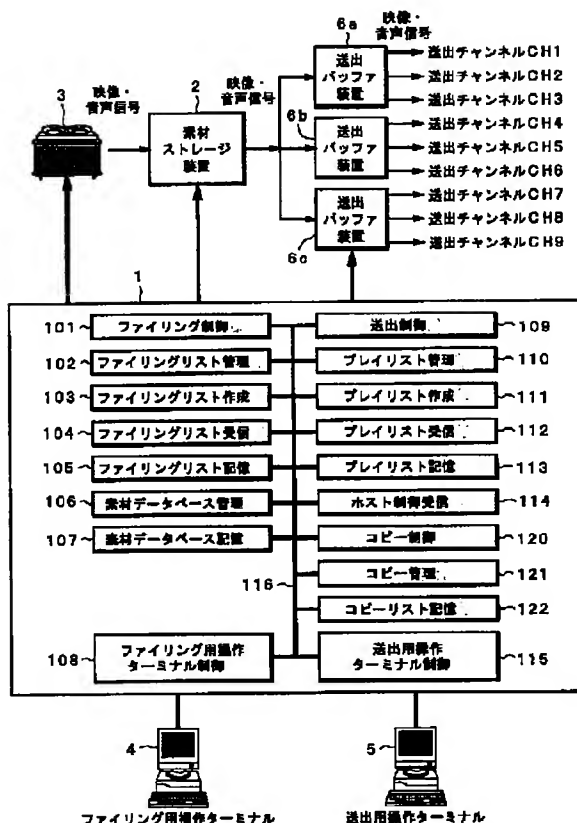 映像・
音声信号
6a
送出
バッファ
装置
送出チャンネルCH1
送出チャンネルCH2
送出チャンネルCH3
3
映像・
音声信号
2
素材
ストレージ
装置
映像・
音声信号
6b
送出
バッファ
装置
送出チャンネルCH4
送出チャンネルCH5
送出チャンネルCH6
送出
バッファ
装置
6c
送出チャンネルCH7
送出チャンネルCH8
送出チャンネルCH9
1
101 ファイリング制御
送出制御 109
102 ファイリングリスト管理
プレイリスト管理 110
103 ファイリングリスト作成
プレイリスト作成 111
104 ファイリングリスト受信
プレイリスト受信 112
105 ファイリングリスト記憶
プレイリスト記憶 113
106 素材データベース管理
ホスト制御受信 114
107 素材データベース記憶
コピー制御 120
116
コピー管理 121
コピーリスト記憶 122
108 ファイリング用操作
ターミナル制御
送出用操作
ターミナル制御 115
4
ファイリング用操作ターミナル
5
送出用操作ターミナル